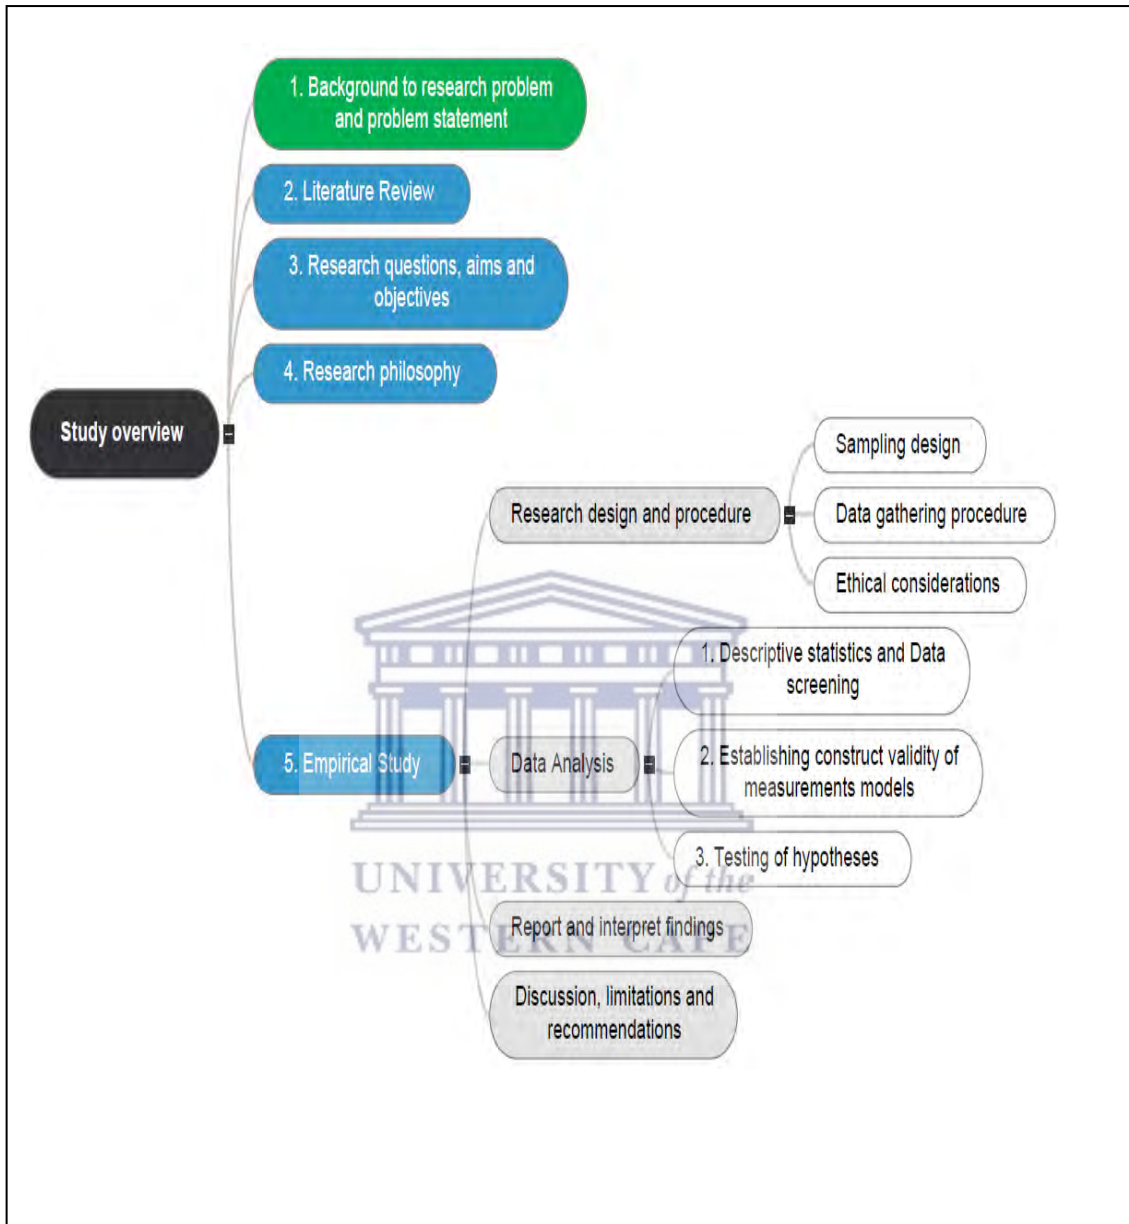 1. Background to research problem
and problem statement
2. Literature Review
3. Research questions, aims and
objectives
4. Research philosophy
Study overview
Sampling design
Research design and procedure
Data gathering procedure
Ethical considerations
1. Descriptive statistics and Data
screening
5. Empirical Study
Data Analysis
2. Establishing construct validity of
measurements models
3. Testing of hypotheses
UNIVERSITY of the
WESTERN CAPE
Report and interpret findings
Discussion, limitations and
recommendations